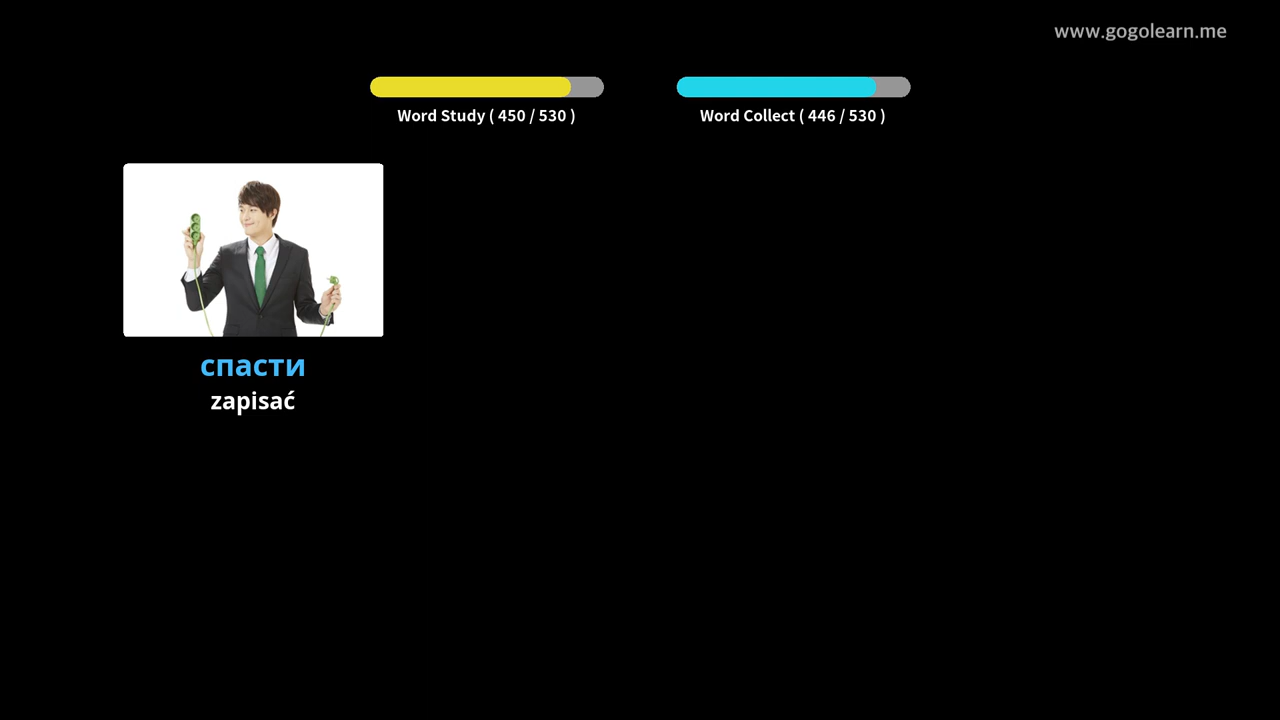 www.gogolearn.me
Word Study ( 450 / 530 )
Word Collect ( 446 / 530 )
спасти
zapisać